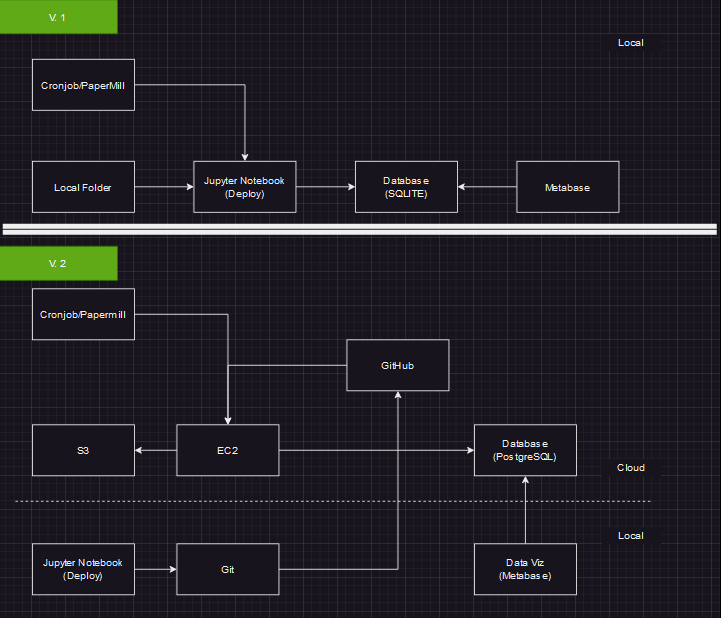 V. 1
Local
Cronjob/PaperMill
Local Folder
Jupyter Notebook
(Deploy)
Database
(SQLITE)
Metabase
V. 2
Cronjob/Papermill
GitHub
S3
EC2
Database
(PostgreSQL)
Cloud
Local
Jupyter Notebook
(Deploy)
Git
Data Viz
(Metabase)